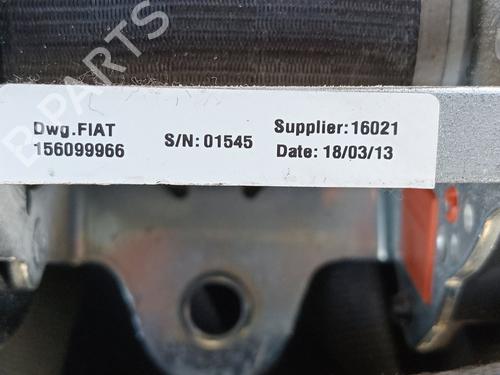 B-PARTS
Dwg.FIAT
156099966
S/N: 01545
Supplier:16021
Date: 18/03/13